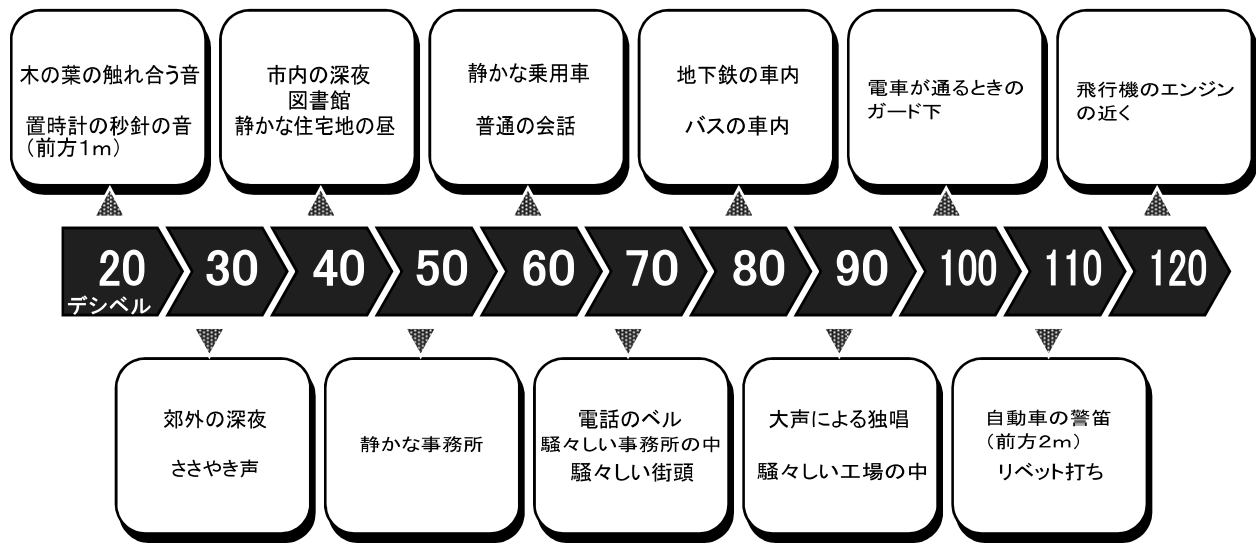 木の葉の触れ合う音
置時計の秒針の音
（前方1m）
市内の深夜
図書館
静かな住宅地の昼
静かな乗用車
普通の会話
地下鉄の車内
バスの車内
電車が通るときの
ガード下
飛行機のエンジン
の近く
20 30 40 50 60 70 80 90 100 110 120
デシベル
郊外の深夜
ささやき声
静かな事務所
電話のベル
騒々しい事務所の中
騒々しい街頭
大声による独唱
騒々しい工場の中
自動車の警笛
（前方2m）
リベット打ち